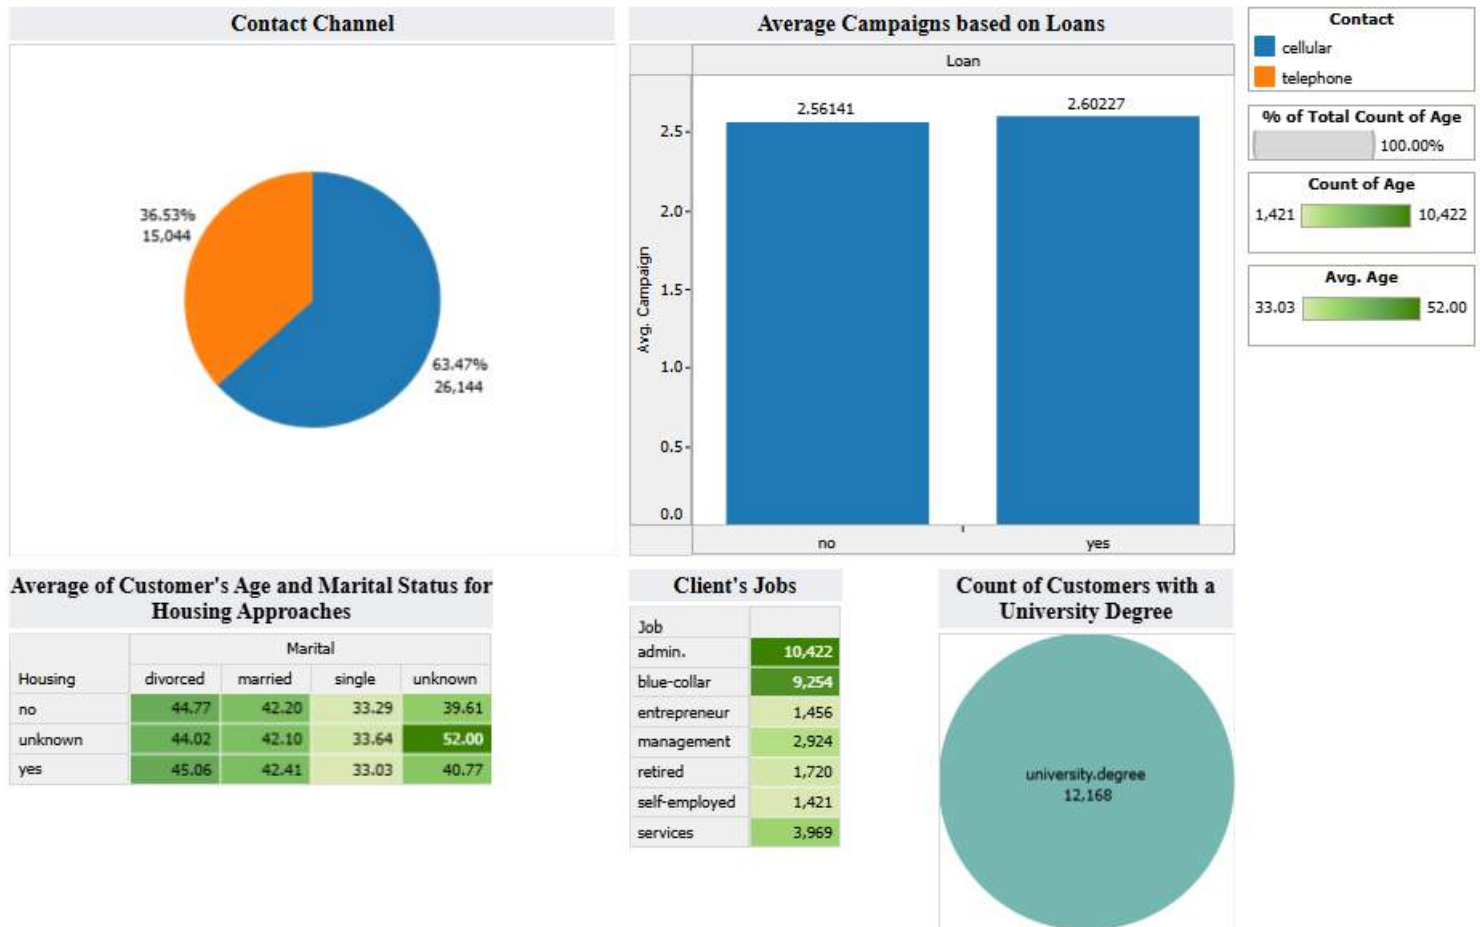 Contact Channel
36.53%
15,044
63.47%
26,144
Average Campaigns based on Loans
Loan
Avg. Campaign
2.5
2.0
1.5
1.0
0.5
0.0
2.56141
2.60227
no
yes
Contact
cellular
telephone
% of Total Count of Age
100.00%
Count of Age
1,421 10,422
Avg. Age
33.03 52.00
Average of Customer's Age and Marital Status for
Housing Approaches
Marital
Housing divorced married single unknown
no 44.77 42.20 33.29 39.61
unknown 44.02 42.10 33.64 52.00
yes 45.06 42.41 33.03 40.77
Client's Jobs
Job
admin. 10,422
blue-collar 9,254
entrepreneur 1,456
management 2,924
retired 1,720
self-employed 1,421
services 3,969
Count of Customers with a
University Degree
university.degree
12,168